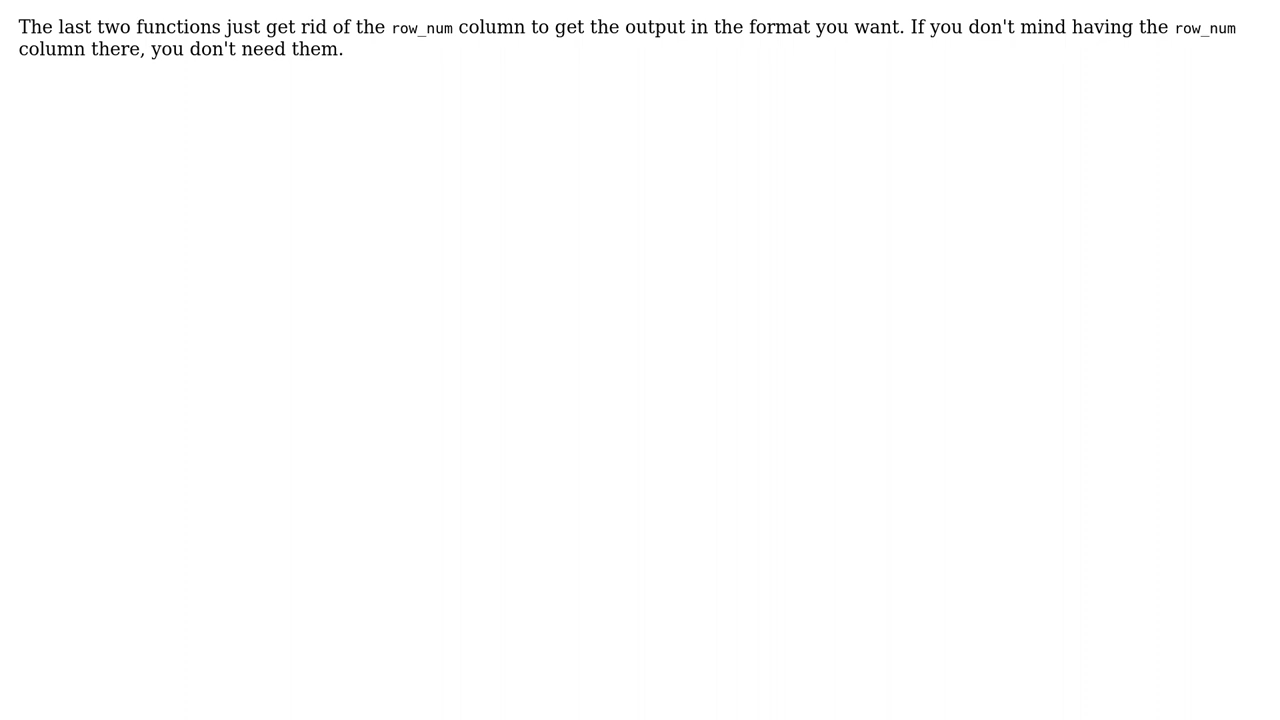 The last two functions just get rid of the row_num column to get the output in the format you want. If you don't mind having the row_num
column there, you don't need them.